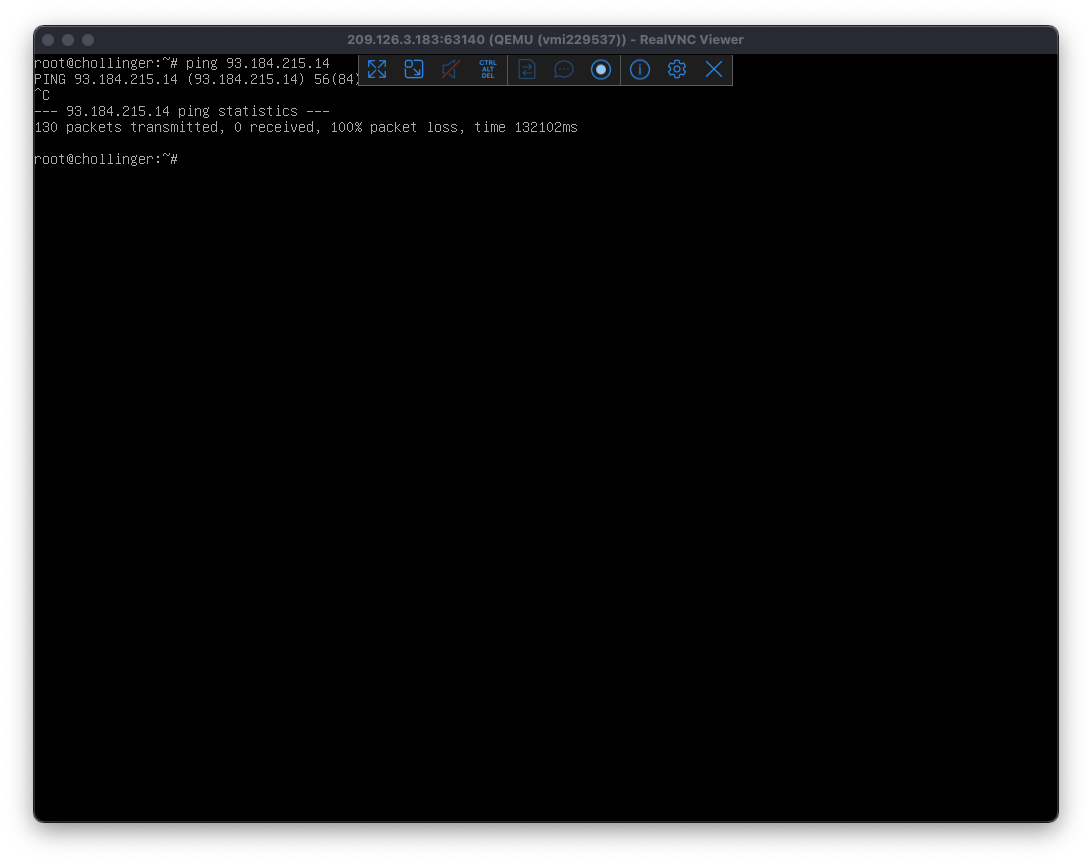 209.126.3.183:63140 (QEMU (vmi229537)) - RealVNC Viewer
root@chollinger:~# ping 93.184.215.14
CTRL
ALT
DEL
PING 93.184.215.14 (93.184.215.14) 56(84)
^C
--- 93.184.215.14 ping statistics ---
130 packets transmitted, 0 received, 100% packet loss, time 132102ms
root@chollinger:~#